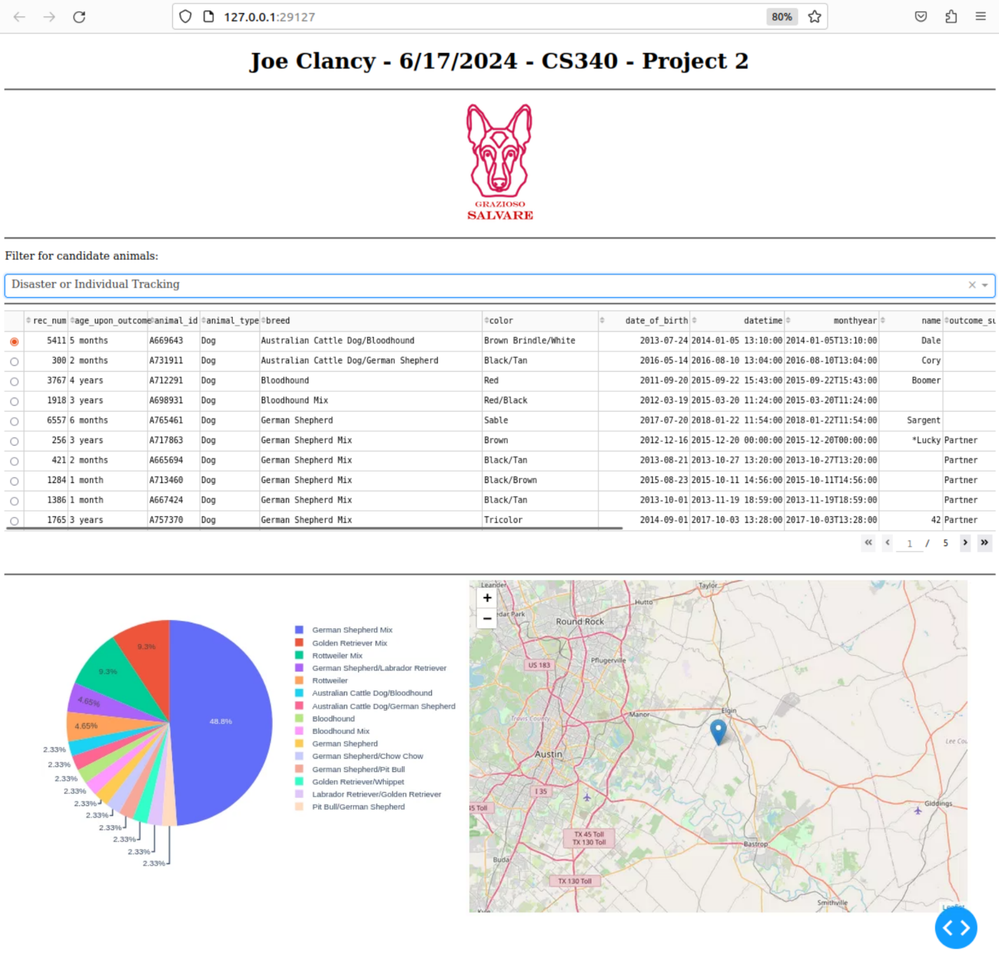 127.0.0.1:29127
80%
Joe Clancy - 6/17/2024 - CS340 - Project 2
GRAZIOSO
SALVARE
Filter for candidate animals:
Disaster or Individual Tracking
rec_num age_upon_outcome animal_id animal_type breed color date_of_birth datetime monthyear name outcome_su
5411 5 months A669643 Dog Australian Cattle Dog/Bloodhound Brown Brindle/White 2013-07-24 2014-01-05 13:10:00 2014-01-05T13:10:00 Dale
300 2 months A731911 Dog Australian Cattle Dog/German Shepherd Black/Tan 2016-05-14 2016-08-10 13:04:00 2016-08-10T13:04:00 Cory
3767 4 years A712291 Dog Bloodhound Red 2011-09-20 2015-09-22 15:43:00 2015-09-22T15:43:00 Boomer
1918 3 years A698931 Dog Bloodhound Mix Red/Black 2012-03-19 2015-03-20 11:24:00 2015-03-20T11:24:00
6557 6 months A765461 Dog German Shepherd Sable 2017-07-20 2018-01-22 11:54:00 2018-01-22T11:54:00 Sargent
256 3 years A717863 Dog German Shepherd Mix Brown 2012-12-16 2015-12-20 00:00:00 2015-12-20T00:00:00 *Lucky Partner
421 2 months A665694 Dog German Shepherd Mix Black/Tan 2013-08-21 2013-10-27 13:20:00 2013-10-27T13:20:00 Partner
1284 1 month A713460 Dog German Shepherd Mix Black/Brown 2015-08-23 2015-10-11 14:56:00 2015-10-11T14:56:00 Partner
1386 1 month A667424 Dog German Shepherd Mix Black/Tan 2013-10-01 2013-11-19 18:59:00 2013-11-19T18:59:00 Partner
1765 3 years A757370 Dog German Shepherd Mix Tricolor 2014-09-01 2017-10-03 13:28:00 2017-10-03T13:28:00 42 Partner
« ‹ 1 / 5 › »
9.3%
9.3%
4.65%
4.65%
48.8%
2.33%
2.33%
2.33%
2.33%
2.33%
2.33%
2.33%
2.33%
2.33%
2.33%
German Shepherd Mix
Golden Retriever Mix
Rottweiler Mix
German Shepherd/Labrador Retriever
Rottweiler
Australian Cattle Dog/Bloodhound
Australian Cattle Dog/German Shepherd
Bloodhound
Bloodhound Mix
German Shepherd
German Shepherd/Chow Chow
German Shepherd/Pit Bull
Golden Retriever/Whippet
Labrador Retriever/Golden Retriever
Pit Bull/German Shepherd
+
−
Leander
Taylor
Hutto
edar Park
Round Rock
Pflugerville
US 183
Elgin
Manor
Travis County
Lee Cou
Austin
I 35
Giddings
45 Toll
TX 45 Toll
TX 130 Toll
Bastrop
Buda
TX 130 Toll
Smithville
Leaflet